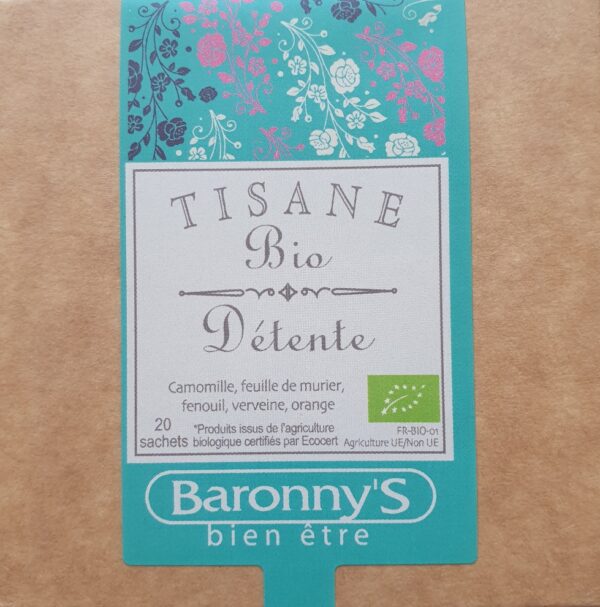 TISANE
Bio
Détente
Camomille, feuille de murier,
fenouil, verveine, orange
20
sachets
*Produits issus de l'agriculture
biologique certifiés par Ecocert
FR-BIO-01
Agriculture UE/Non UE
Baronny'S
bien être